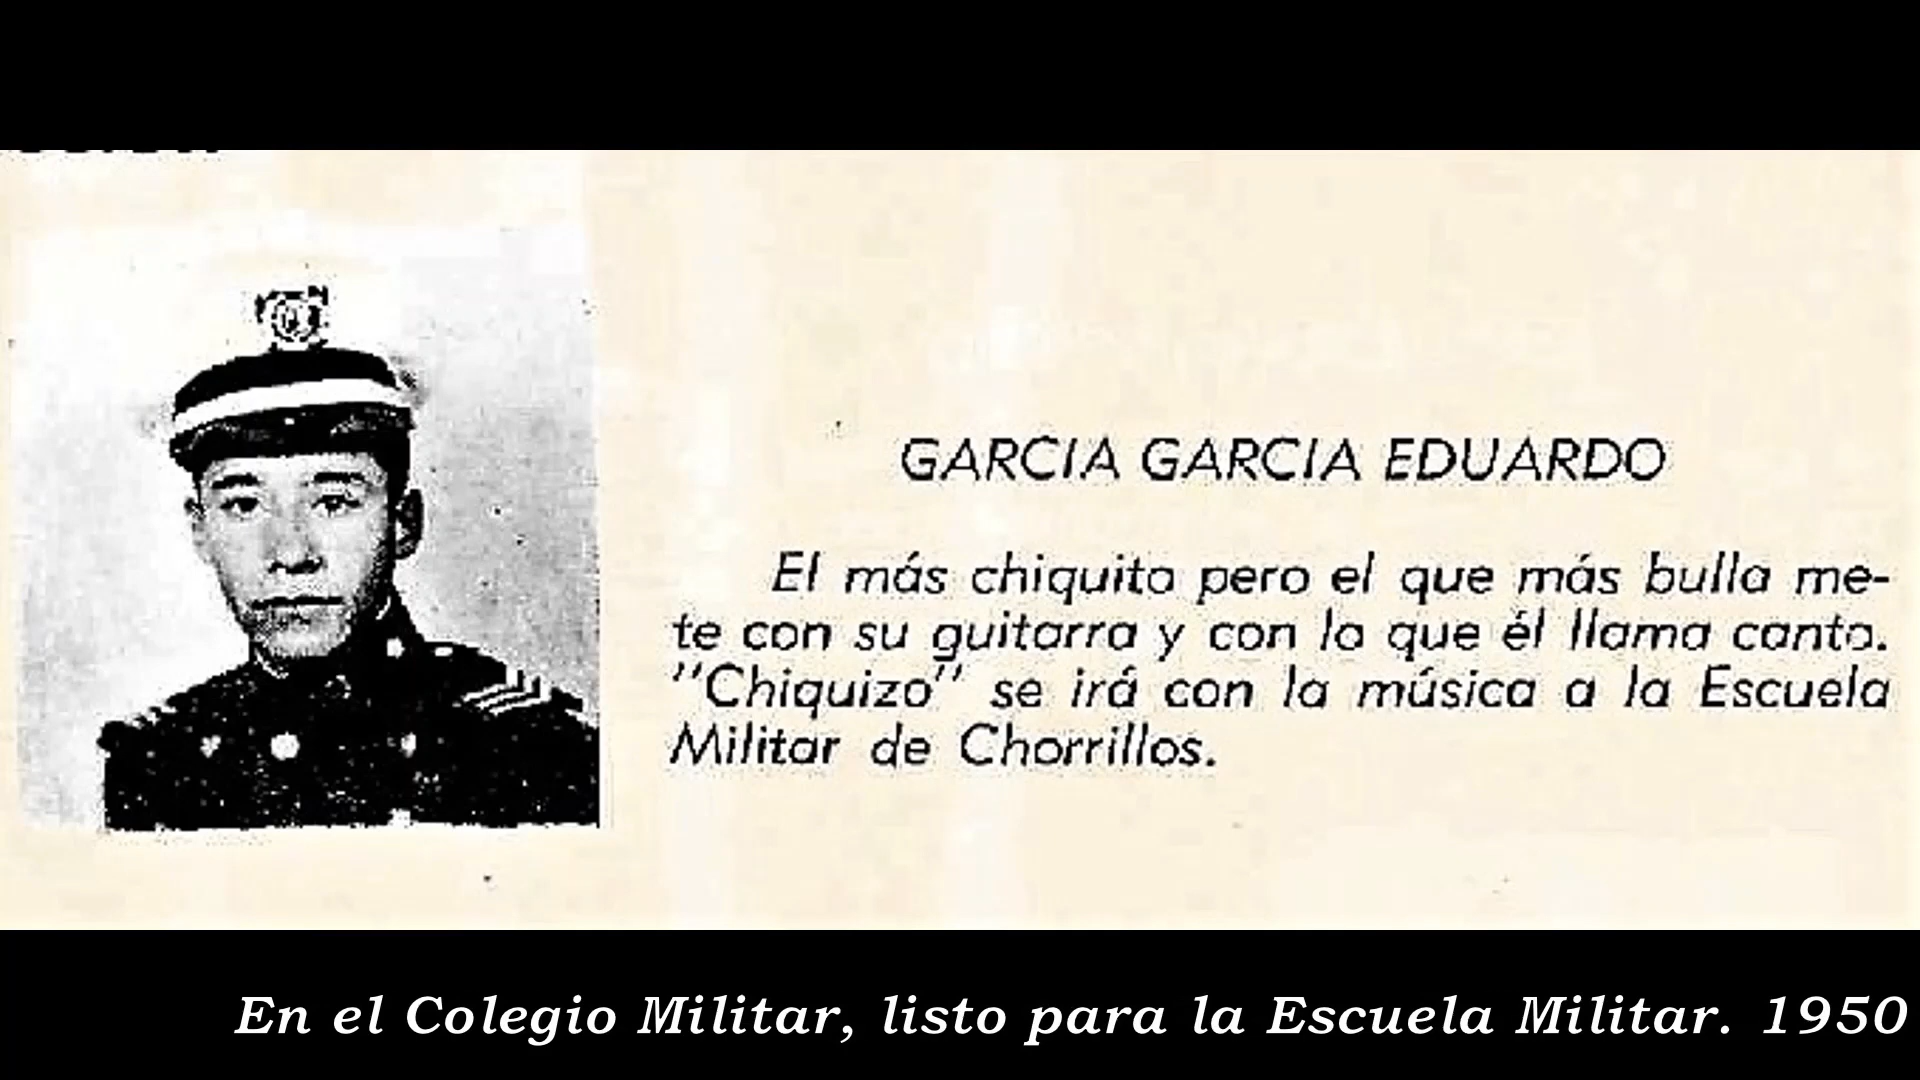 GARCIA GARCIA EDUARDO
El más chiquito pero el que más bulla me-
te con su guitarra y con lo que él llama canto.
"Chiquizo" se irá con la música a la Escuela
Militar de Chorrillos.
En el Colegio Militar, listo para la Escuela Militar. 1950